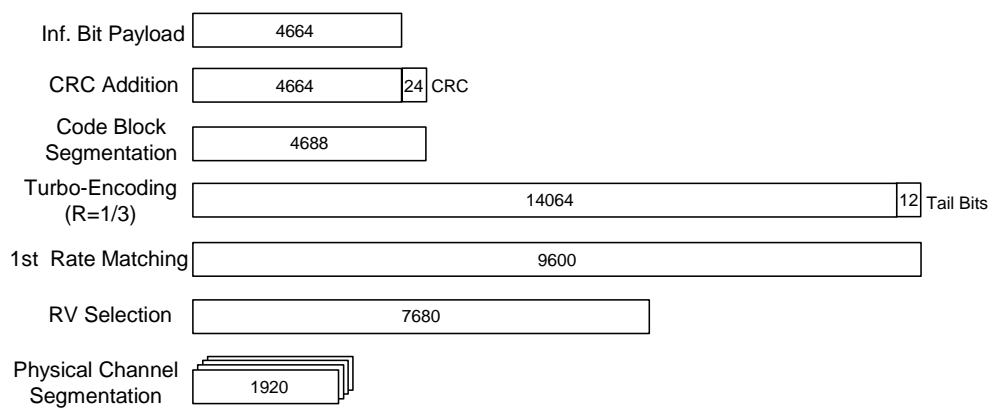 Inf. Bit Payload 4664
CRC Addition 4664 24 CRC
Code Block
Segmentation 4688
Turbo-Encoding
(R=1/3) 14064 12 Tail Bits
1st Rate Matching 9600
RV Selection 7680
Physical Channel
Segmentation 1920